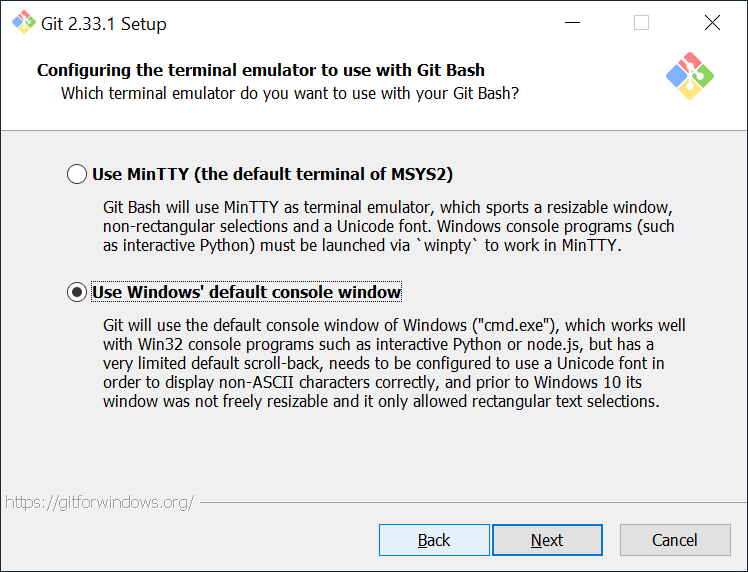 Git 2.33.1 Setup
Configuring the terminal emulator to use with Git Bash
Which terminal emulator do you want to use with your Git Bash?
Use MinTTY (the default terminal of MSYS2)
Git Bash will use MinTTY as terminal emulator, which sports a resizable window,
non-rectangular selections and a Unicode font. Windows console programs (such
as interactive Python) must be launched via `winpty` to work in MinTTY.
Use Windows' default console window
Git will use the default console window of Windows ("cmd.exe"), which works well
with Win32 console programs such as interactive Python or node.js, but has a
very limited default scroll-back, needs to be configured to use a Unicode font in
order to display non-ASCII characters correctly, and prior to Windows 10 its
window was not freely resizable and it only allowed rectangular text selections.
https://gitforwindows.org/
Back Next Cancel